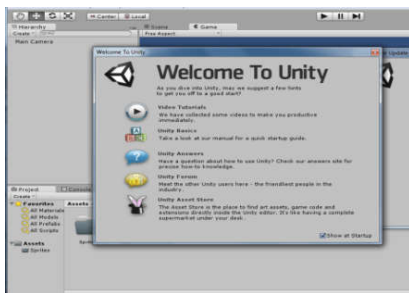 Center Local
Hierarchy Scene Game
Create Free Aspect
Main Camera
Welcome To Unity
Update
Welcome To Unity
As you dive into Unity, may we suggest a few hints
to get you off to a good start?
Video Tutorials
We have collected some videos to make you productive
immediately.
Unity Basics
Take a look at our manual for a quick startup guide.
Unity Answers
Have a question about how to use Unity? Check our answers site for
precise how-to knowledge.
Unity Forum
Meet the other Unity users here - the friendliest people in the
industry.
Unity Asset Store
The Asset Store is the place to find art assets, game code and
extensions directly inside the Unity editor. It's like having a complete
supermarket under your desk.
Show at Startup
Project Console
Create
Favorites
All Materials
All Models
All Prefabs
All Scripts
Assets
Sprites
Assets